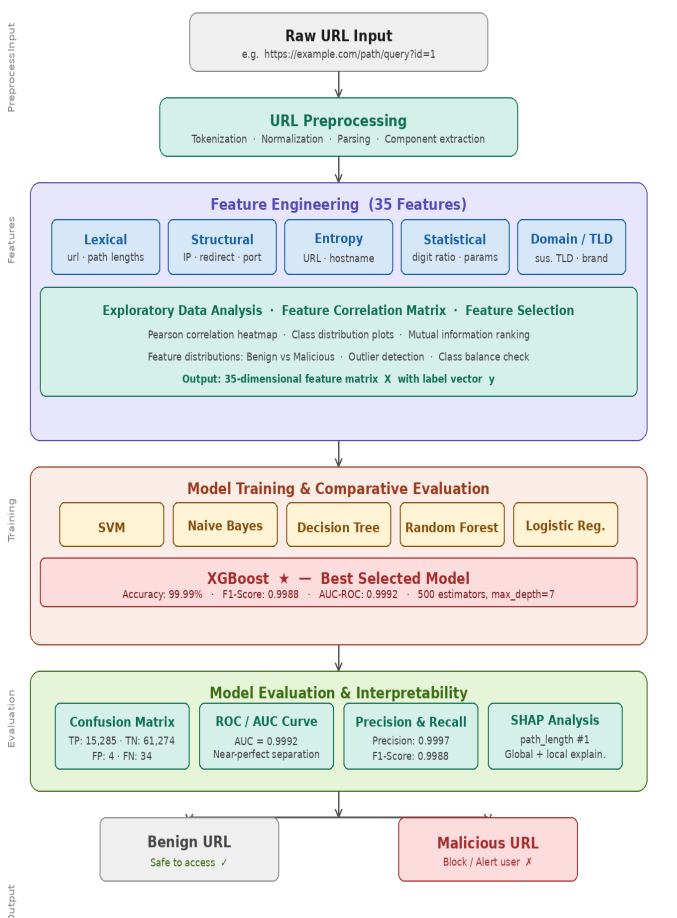 PreprocessInput
Raw URL Input
e.g. https://example.com/path/query?id=1
URL Preprocessing
Tokenization · Normalization · Parsing · Component extraction
Features
Feature Engineering (35 Features)
Lexical
url · path lengths
Structural
IP · redirect · port
Entropy
URL · hostname
Statistical
digit ratio · params
Domain / TLD
sus. TLD · brand
Exploratory Data Analysis · Feature Correlation Matrix · Feature Selection
Pearson correlation heatmap · Class distribution plots · Mutual information ranking
Feature distributions: Benign vs Malicious · Outlier detection · Class balance check
Output: 35-dimensional feature matrix X with label vector y
Training
Model Training & Comparative Evaluation
SVM
Naive Bayes
Decision Tree
Random Forest
Logistic Reg.
XGBoost ★ — Best Selected Model
Accuracy: 99.99% · F1-Score: 0.9988 · AUC-ROC: 0.9992 · 500 estimators, max_depth=7
Evaluation
Model Evaluation & Interpretability
Confusion Matrix
TP: 15,285 · TN: 61,274
FP: 4 · FN: 34
ROC / AUC Curve
AUC = 0.9992
Near-perfect separation
Precision & Recall
Precision: 0.9997
F1-Score: 0.9988
SHAP Analysis
path_length #1
Global + local explain.
Benign URL
Safe to access ✓
Malicious URL
Block / Alert user ✗
Output